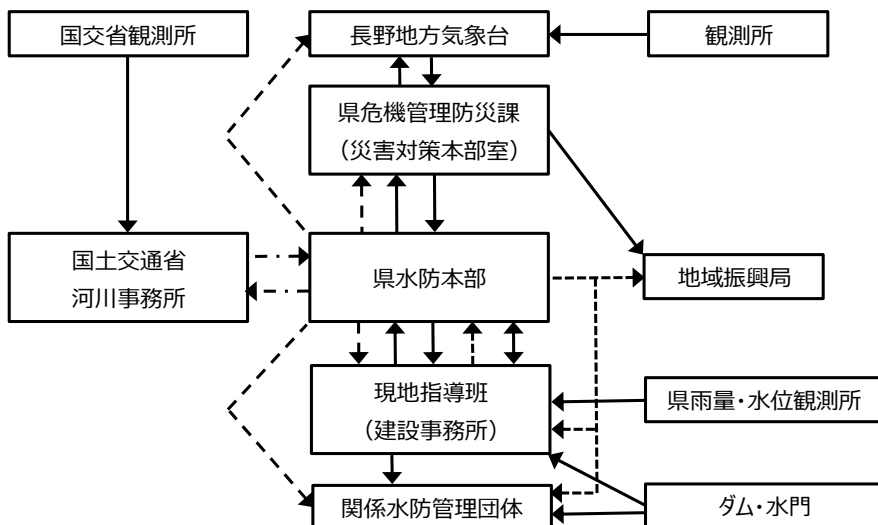 国交省観測所
長野地方気象台
観測所
県危機管理防災課
（災害対策本部室）
国土交通省
河川事務所
県水防本部
地域振興局
現地指導班
（建設事務所）
県雨量・水位観測所
関係水防管理団体
ダム・水門